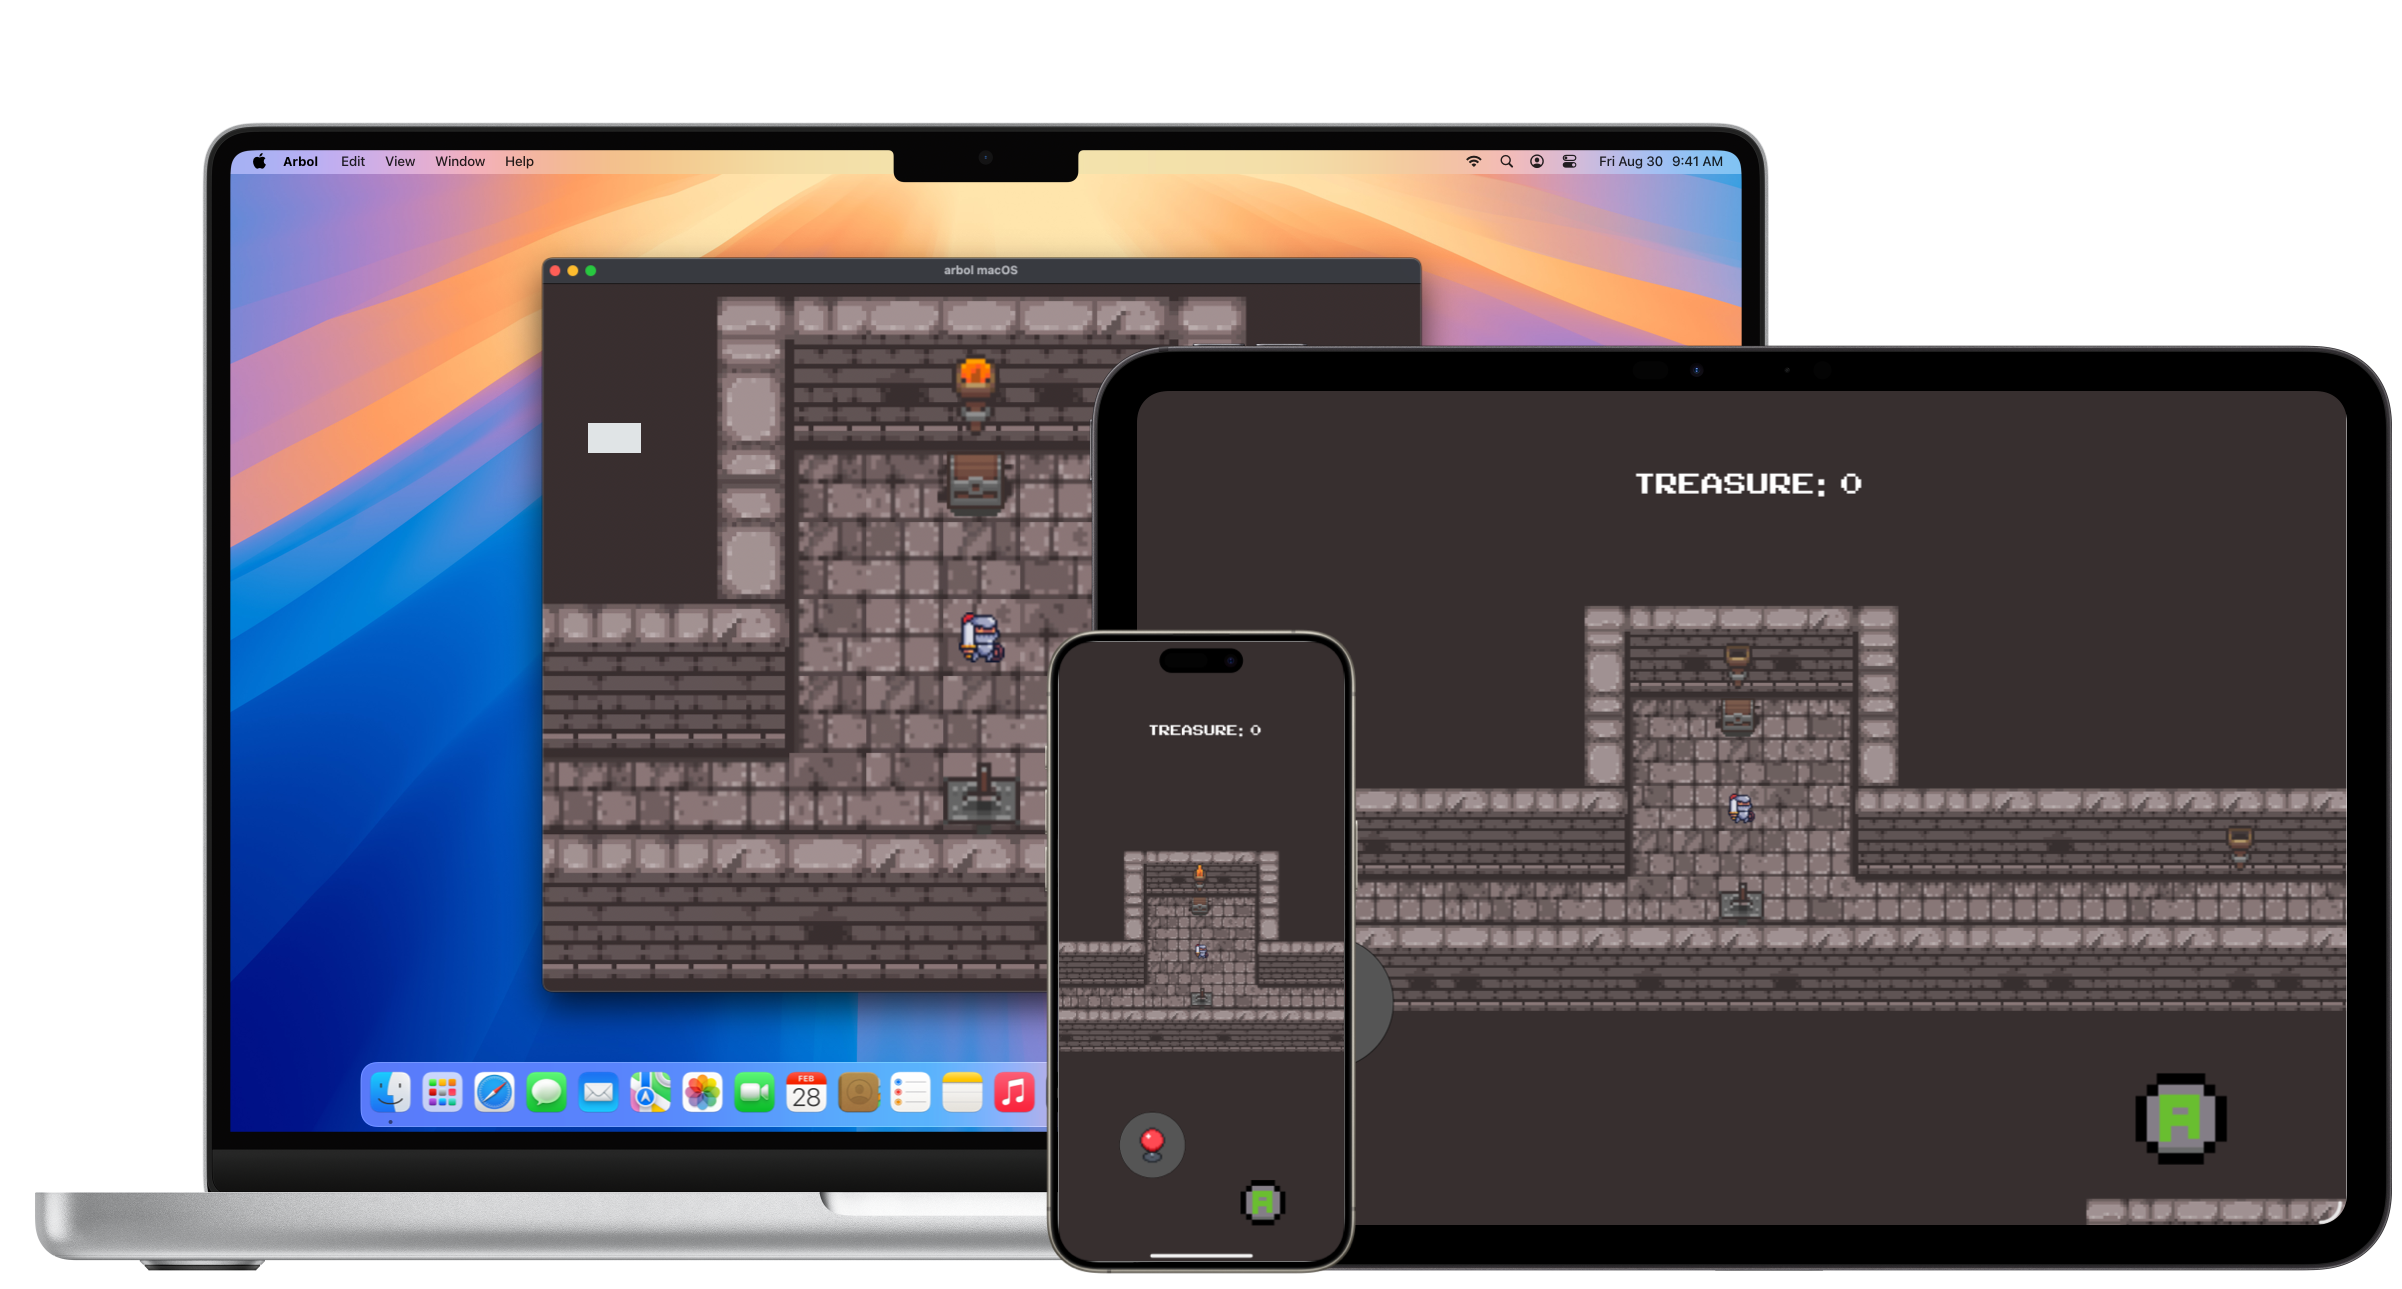 Arbol Edit View Window Help
Fri Aug 30 9:41 AM
arbol macOS
TREASURE: 0
TREASURE: 0
FEB
28
A
A